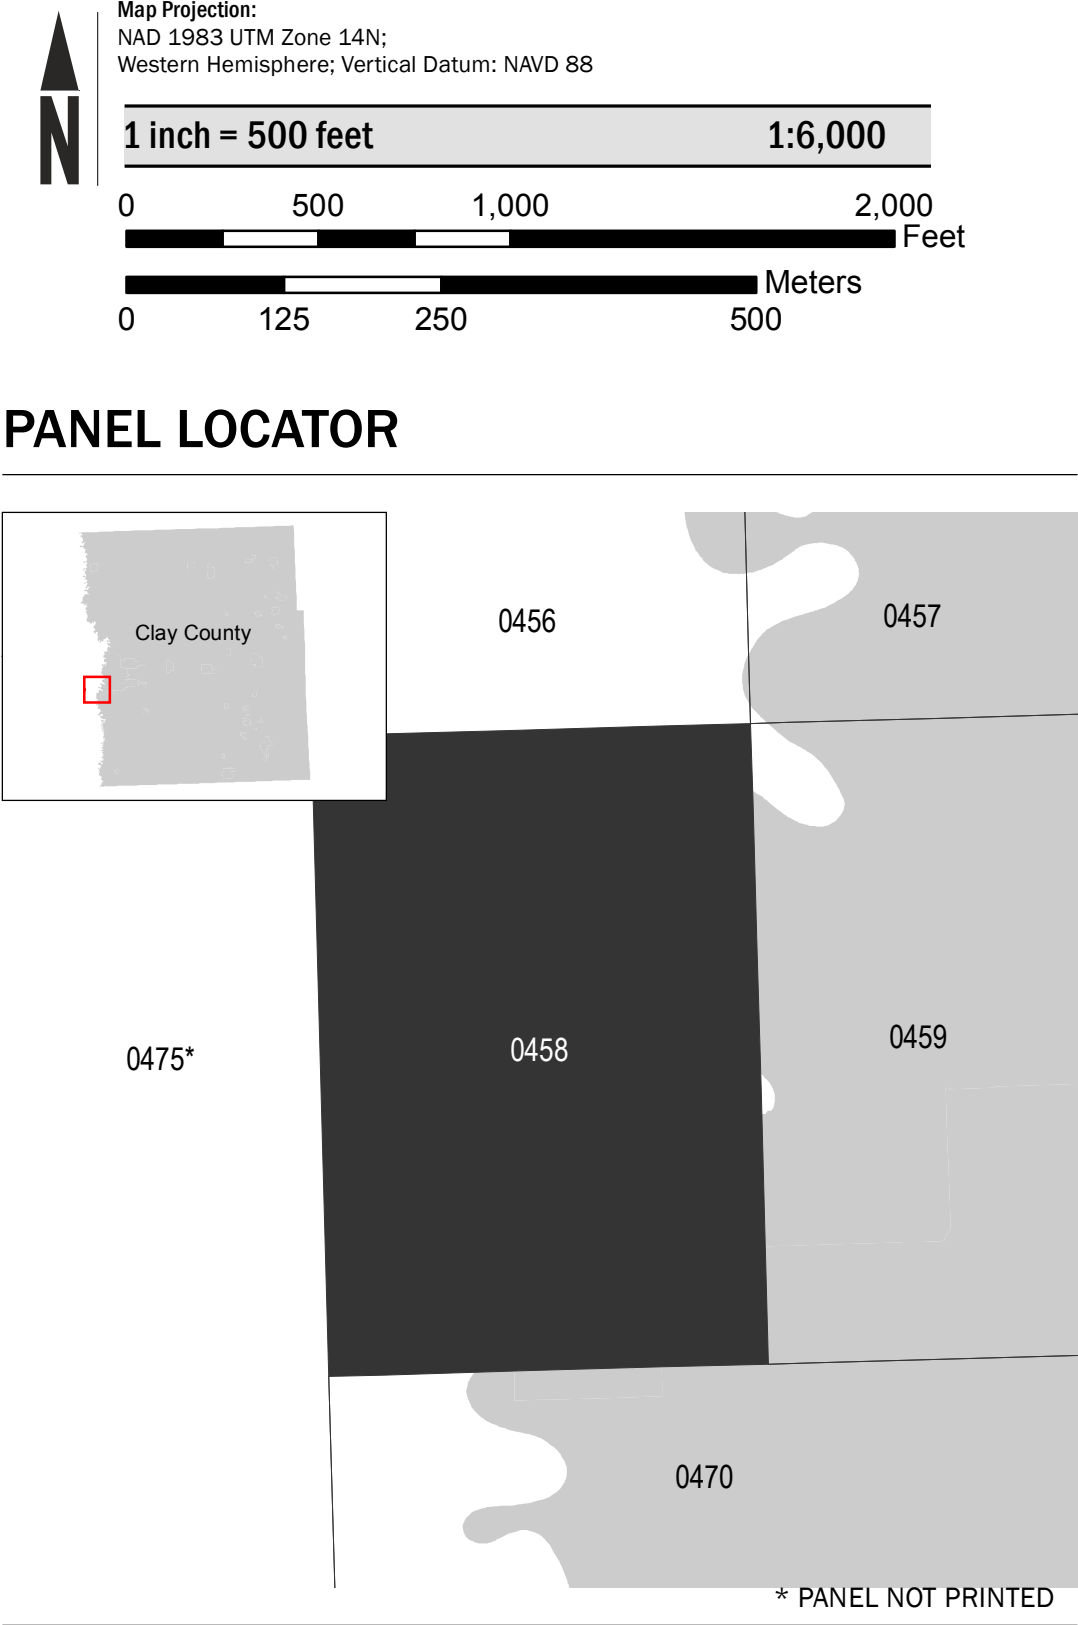 Map Projection:
NAD 1983 UTM Zone 14N;
Western Hemisphere; Vertical Datum: NAVD 88
N
1 inch = 500 feet 1:6,000
0 500 1,000 2,000
Feet
Meters
0 125 250 500
PANEL LOCATOR
Clay County
0456
0457
0475*
0458
0459
0470
* PANEL NOT PRINTED